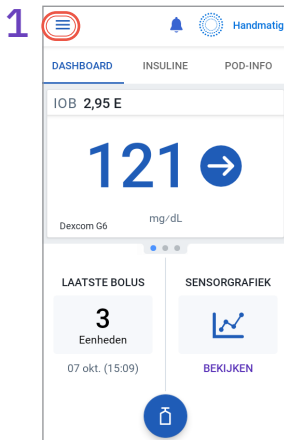 1
Handmatig
DASHBOARD INSULINE POD-INFO
IOB 2,95 E
121
mg/dL
Dexcom G6
LAATSTE BOLUS SENSORGRAFIEK
3
Eenheden
07 okt. (15:09) BEKIJKEN